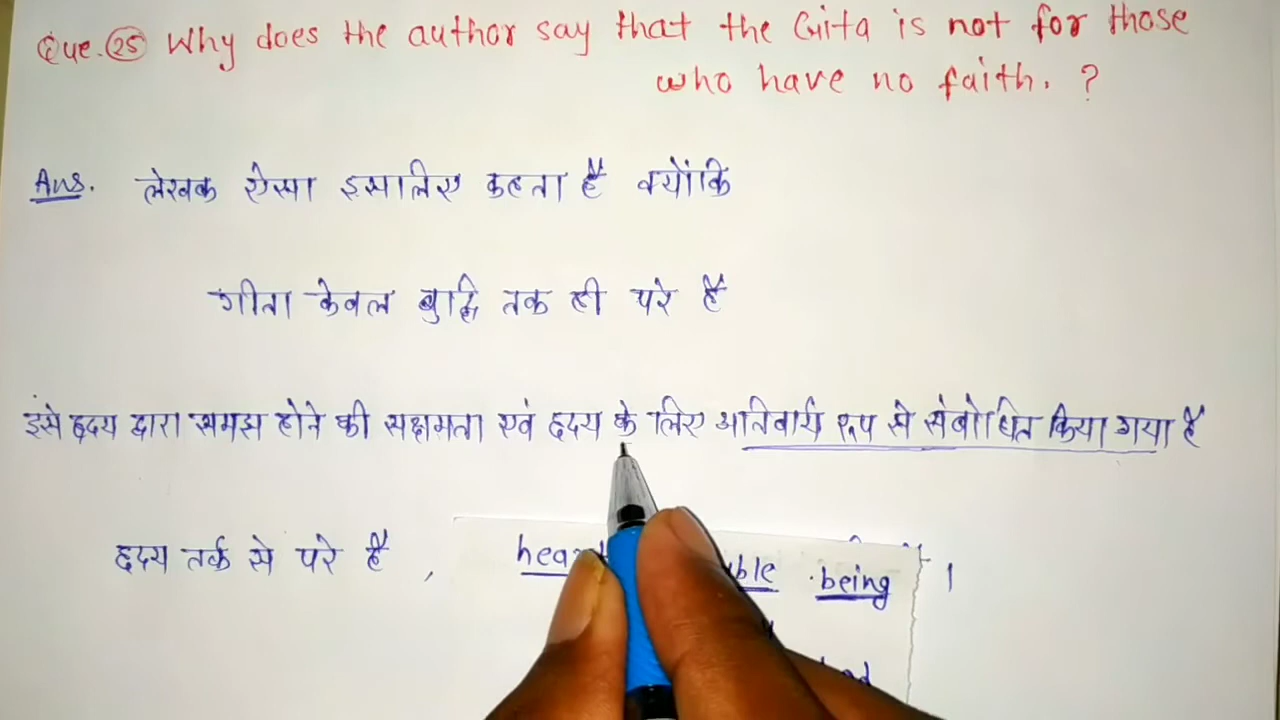 Que. 25 Why does the author say that the Gita is not for those
who have no faith. ?
Ans. लेखक ऐसा इसलिए कहता है क्योंकि
गीता केवल बुद्धि तक ही परे है
इसे हृदय द्वारा समझ होने की सक्षमता एवं हृदय के लिए अनिवार्य रूप से संबोधित किया गया है
हृदय तर्क से परे है ,
being ।